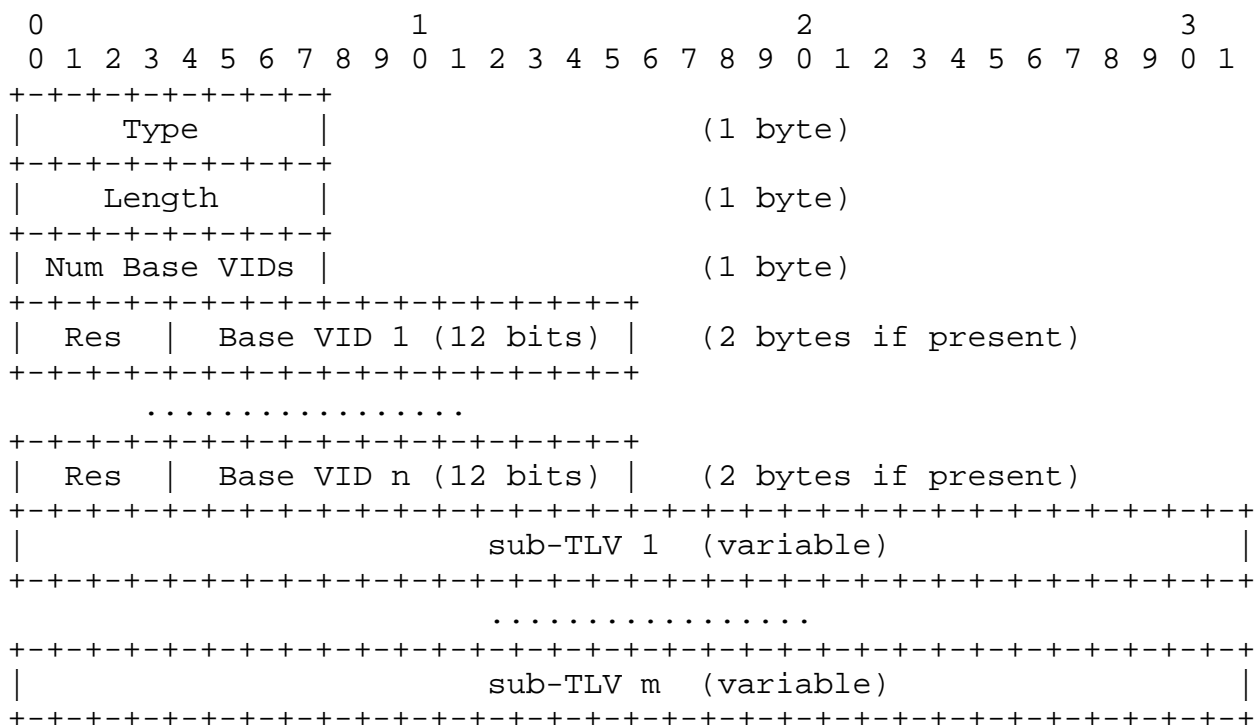 0                   1                   2                   3
 0 1 2 3 4 5 6 7 8 9 0 1 2 3 4 5 6 7 8 9 0 1 2 3 4 5 6 7 8 9 0 1
+-+-+-+-+-+-+-+-+
|     Type      |                   (1 byte)
+-+-+-+-+-+-+-+-+
|    Length     |                   (1 byte)
+-+-+-+-+-+-+-+-+
| Num Base VIDs |                   (1 byte)
+-+-+-+-+-+-+-+-+-+-+-+-+-+-+-+-+
|  Res  |  Base VID 1 (12 bits) |   (2 bytes if present)
+-+-+-+-+-+-+-+-+-+-+-+-+-+-+-+-+
       .................
+-+-+-+-+-+-+-+-+-+-+-+-+-+-+-+-+
|  Res  |  Base VID n (12 bits) |   (2 bytes if present)
+-+-+-+-+-+-+-+-+-+-+-+-+-+-+-+-+-+-+-+-+-+-+-+-+-+-+-+-+-+-+-+-+
|                        sub-TLV 1  (variable)                  |
+-+-+-+-+-+-+-+-+-+-+-+-+-+-+-+-+-+-+-+-+-+-+-+-+-+-+-+-+-+-+-+-+
                         .................
+-+-+-+-+-+-+-+-+-+-+-+-+-+-+-+-+-+-+-+-+-+-+-+-+-+-+-+-+-+-+-+-+
|                        sub-TLV m  (variable)                  |
+-+-+-+-+-+-+-+-+-+-+-+-+-+-+-+-+-+-+-+-+-+-+-+-+-+-+-+-+-+-+-+-+